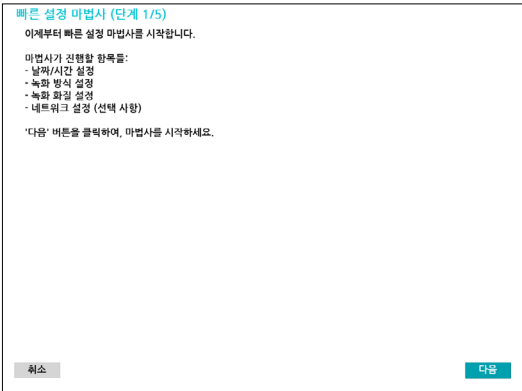 빠른 설정 마법사 (단계 1/5)
이제부터 빠른 설정 마법사를 시작합니다.
마법사가 진행할 항목들:
- 날짜/시간 설정
- 녹화 방식 설정
- 녹화 화질 설정
- 네트워크 설정 (선택 사항)
'다음' 버튼을 클릭하여, 마법사를 시작하세요.
취소
다음